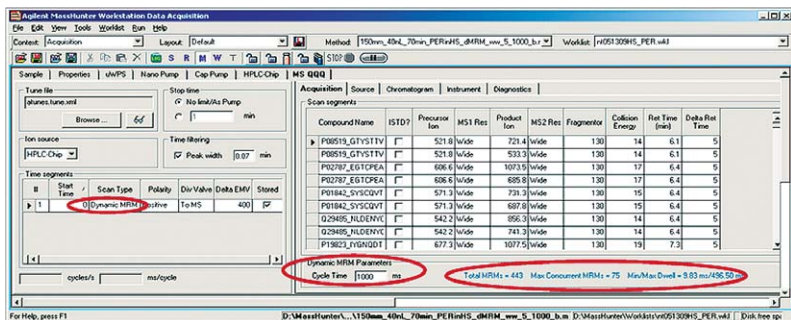 Agilent MassHunter Workstation Data Acquisition
File Edit View Tools Worklist Run Help
Context: Acquisition Layout: Default Method: 150mm_40nL_70min_PERinHS_dMRM_ww_5_1000_b.r Worklist: nt051309HS_PER.wkl
S R M W T STOP
Sample Properties uWPS Nano Pump Cap Pump HPLC-Chip MS QQQ
Tune file
atunes.tune.xml
Browse ...
Stop time
No limit/As Pump
1 min
Ion source
HPLC-Chip
Time filtering
Peak width 0.07 min
Time segments
# Start Time Scan Type Polarity Div Valve Delta EMV Stored
1 0 Dynamic MRM Positive To MS 400
cycles/s ms/cycle
Acquisition Source Chromatogram Instrument Diagnostics
Scan segments
Compound Name ISTD? Precursor Ion MS1 Res Product Ion MS2 Res Fragmentor Collision Energy Ret Time (min) Delta Ret Time
P08519_GTYSTTV 521.8 Wide 721.4 Wide 130 14 6.1 5
P08519_GTYSTTV 521.8 Wide 533.3 Wide 130 14 6.1 5
P02787_EGTCPEA 606.6 Wide 1073.5 Wide 130 17 6.4 5
P02787_EGTCPEA 606.6 Wide 685.8 Wide 130 17 6.4 5
P01842_SYSCQVT 571.3 Wide 731.3 Wide 130 15 6.4 5
P01842_SYSCQVT 571.3 Wide 687.8 Wide 130 15 6.4 5
Q29485_NLDENYC 542.2 Wide 856.3 Wide 130 14 6.4 5
Q29485_NLDENYC 542.2 Wide 741.3 Wide 130 14 6.4 5
P19823_IYGNQDT 677.3 Wide 1077.5 Wide 130 19 7.3 5
Dynamic MRM Parameters
Cycle Time 1000 ms
Total MRMs = 443 Max Concurrent MRMs = 75 Min/Max Dwell = 9.83 ms/496.50 ms
For Help, press F1 D:\MassHunter\...\150mm_40nL_70min_PERinHS_dMRM_ww_5_1000_b.m D:\MassHunter\Worklists\nt051309HS_PER.wkl Disk free spa